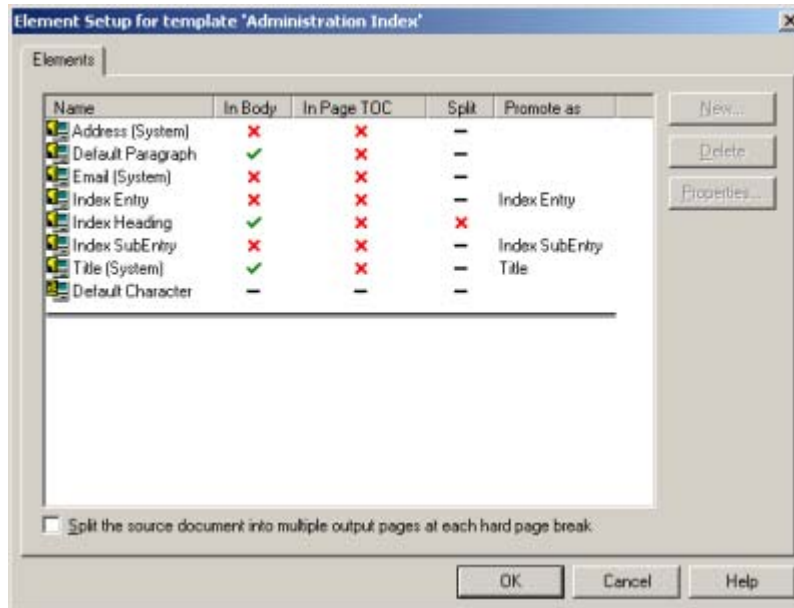 Element Setup for template 'Administration Index'
Elements
Name In Body In Page TOC Split Promote as
Address (System)
Default Paragraph
Email (System)
Index Entry Index Entry
Index Heading
Index SubEntry Index SubEntry
Title (System) Title
Default Character
New...
Delete
Properties...
Split the source document into multiple output pages at each hard page break
OK Cancel Help